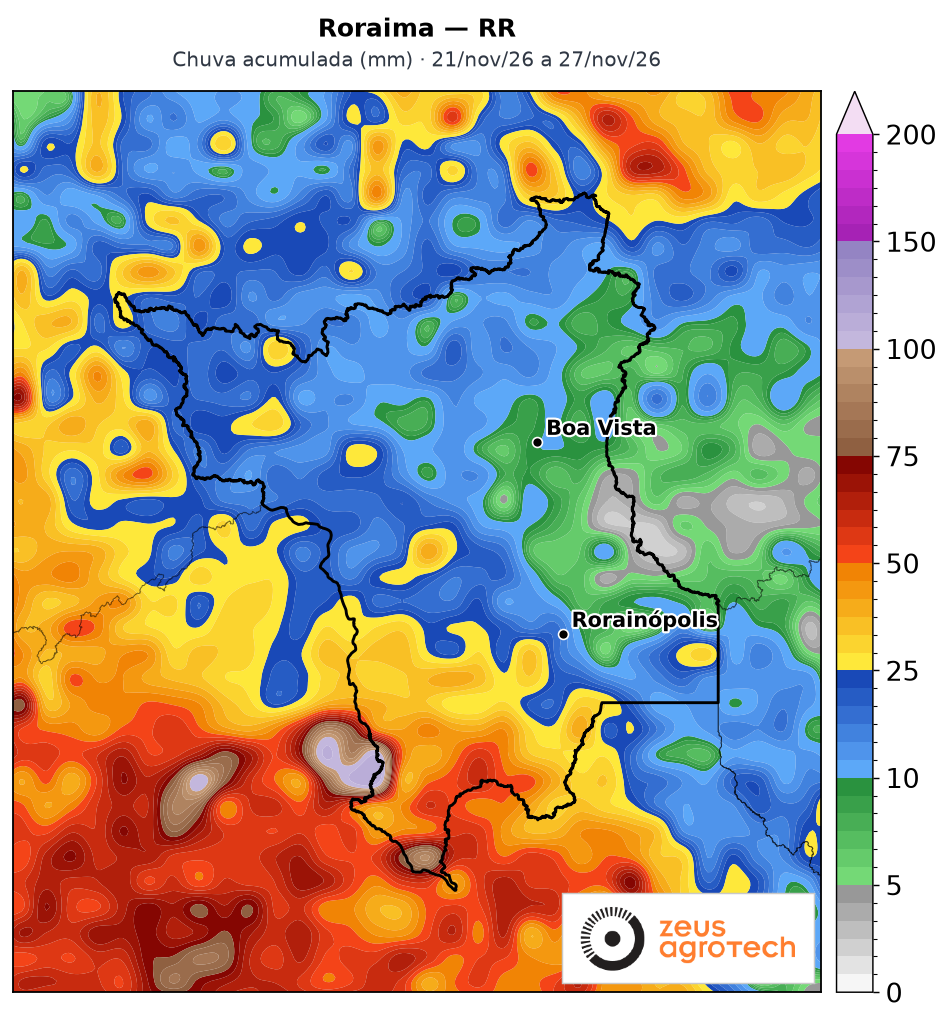 Roraima — RR
Chuva acumulada (mm) · 21/nov/26 a 27/nov/26
200
150
100
75
50
25
10
5
0
Boa Vista
Rorainópolis
zeus
agrotech